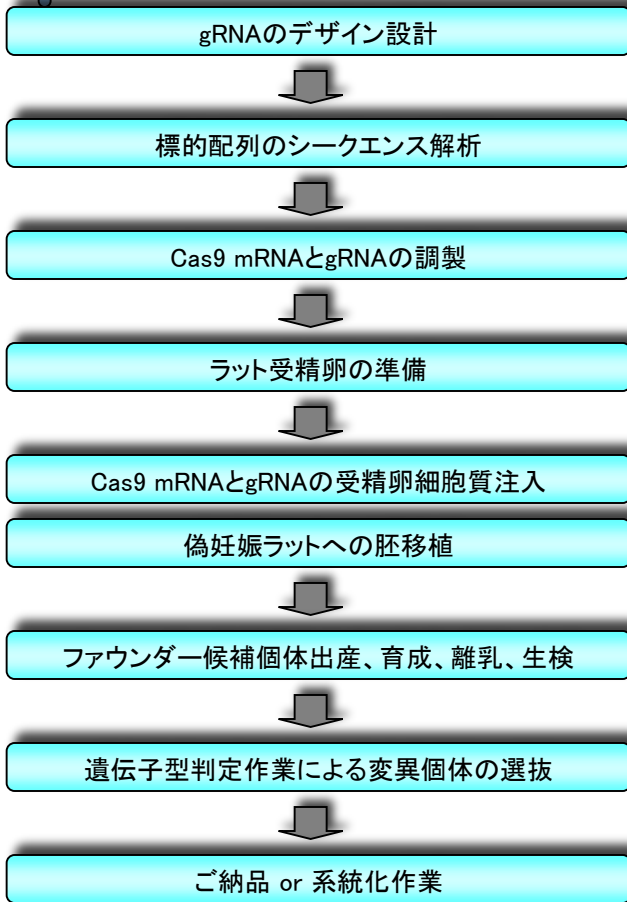 gRNAのデザイン設計
標的配列のシークエンス解析
Cas9 mRNAとgRNAの調製
ラット受精卵の準備
Cas9 mRNAとgRNAの受精卵細胞質注入
偽妊娠ラットへの胚移植
ファウンダー候補個体出産、育成、離乳、生検
遺伝子型判定作業による変異個体の選抜
ご納品 or 系統化作業